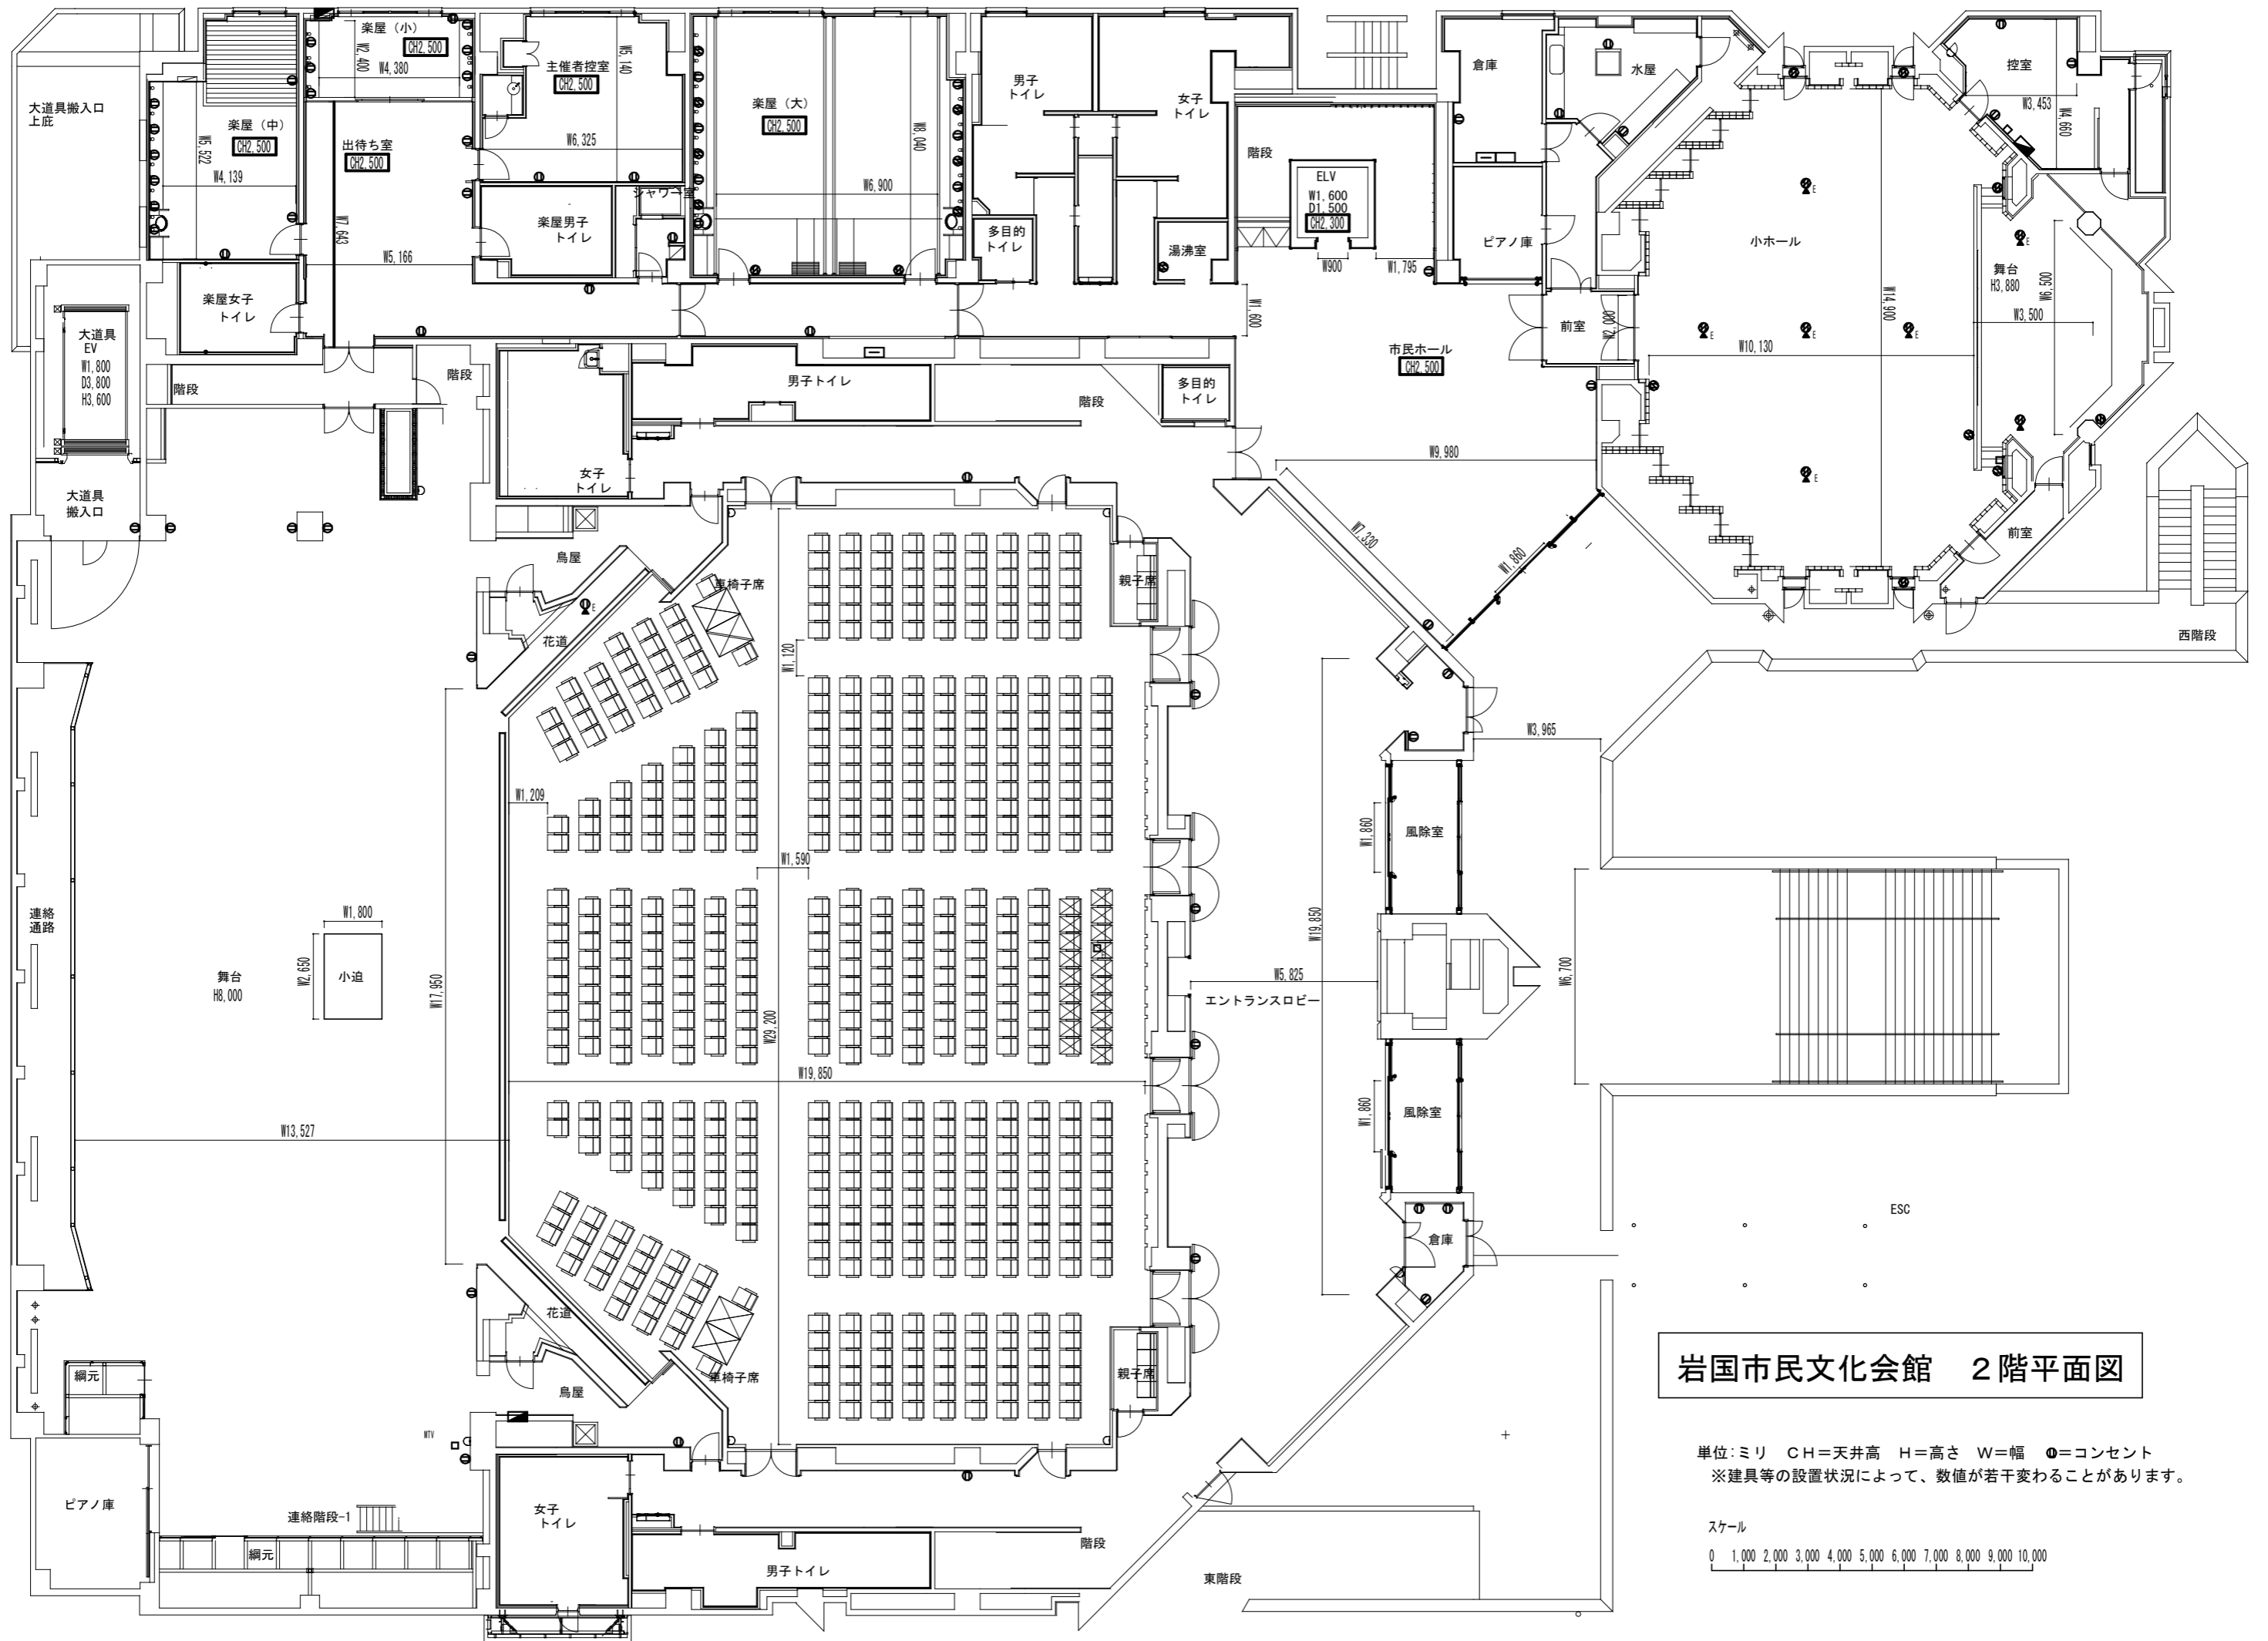 大道具搬入口
上庇
楽屋（小）
CH2,500
W2,400
W4,380
楽屋（中）
CH2,500
W5,522
W4,139
出待ち室
CH2,500
W7,643
W5,166
主催者控室
CH2,500
W5,140
W6,325
シャワー室
楽屋男子
トイレ
楽屋女子
トイレ
楽屋（大）
CH2,500
W8,040
W6,900
男子
トイレ
女子
トイレ
多目的
トイレ
湯沸室
階段
ELV
W1,600
D1,500
CH2,300
W900
W1,795
W1,600
倉庫
水屋
ピアノ庫
前室
W2,000
市民ホール
CH2,500
小ホール
W14,900
W10,130
控室
W3,453
W4,660
舞台
H3,880
W6,500
W3,500
E
E
E
E
E
E
E
前室
西階段
大道具
EV
W1,800
D3,800
H3,600
階段
階段
大道具
搬入口
男子トイレ
階段
多目的
トイレ
女子
トイレ
W9,980
W7,330
W1,860
鳥屋
E
花道
車椅子席
親子席
W1,120
W17,950
W1,209
W1,590
W29,200
W19,850
W13,527
連絡
通路
舞台
H8,000
W1,800
W2,650
小迫
W3,965
W1,860
風除室
W19,850
W5,825
エントランスロビー
W6,700
W1,860
風除室
ESC
倉庫
花道
車椅子席
鳥屋
親子席
綱元
MTV
ピアノ庫
連絡階段-1
綱元
女子
トイレ
男子トイレ
階段
東階段
岩国市民文化会館　２階平面図
単位：ミリ　ＣＨ＝天井高　Ｈ＝高さ　Ｗ＝幅　＝コンセント
※建具等の設置状況によって、数値が若干変わることがあります。
スケール
0 1,000 2,000 3,000 4,000 5,000 6,000 7,000 8,000 9,000 10,000